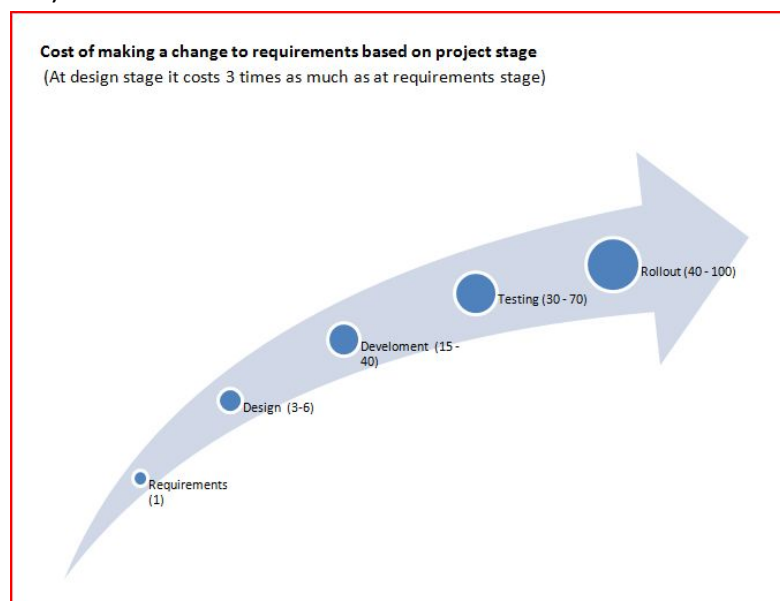 Cost of making a change to requirements based on project stage
(At design stage it costs 3 times as much as at requirements stage)
Rollout (40 - 100)
Testing (30 - 70)
Develoment (15 -
40)
Design (3-6)
Requirements
(1)